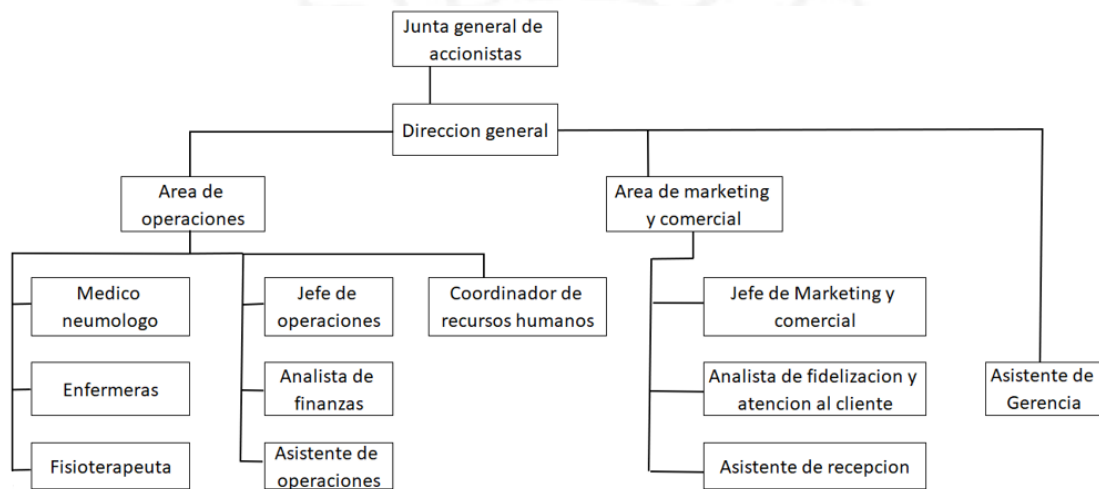 Junta general de
accionistas
Direccion general
Area de
operaciones
Area de marketing
y comercial
Medico
neumologo
Jefe de
operaciones
Coordinador de
recursos humanos
Jefe de Marketing y
comercial
Enfermeras
Analista de
finanzas
Analista de fidelizacion y
atencion al cliente
Asistente de
Gerencia
Fisioterapeuta
Asistente de
operaciones
Asistente de recepcion